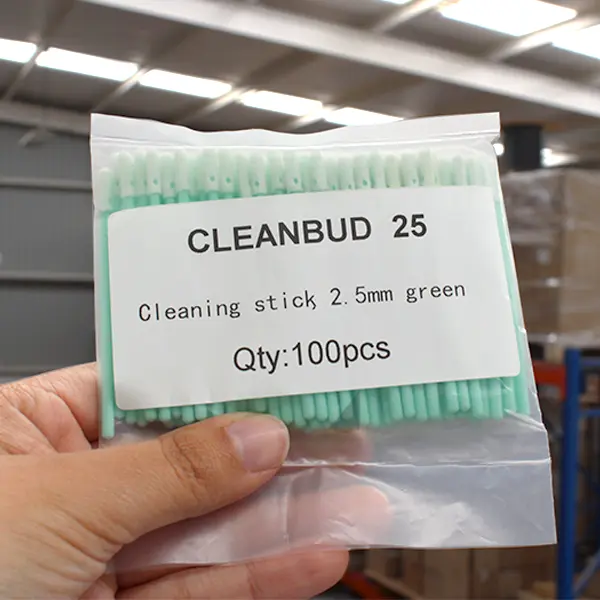 CLEANBUD 25
Cleaning stick, 2.5mm green
Qty:100pcs